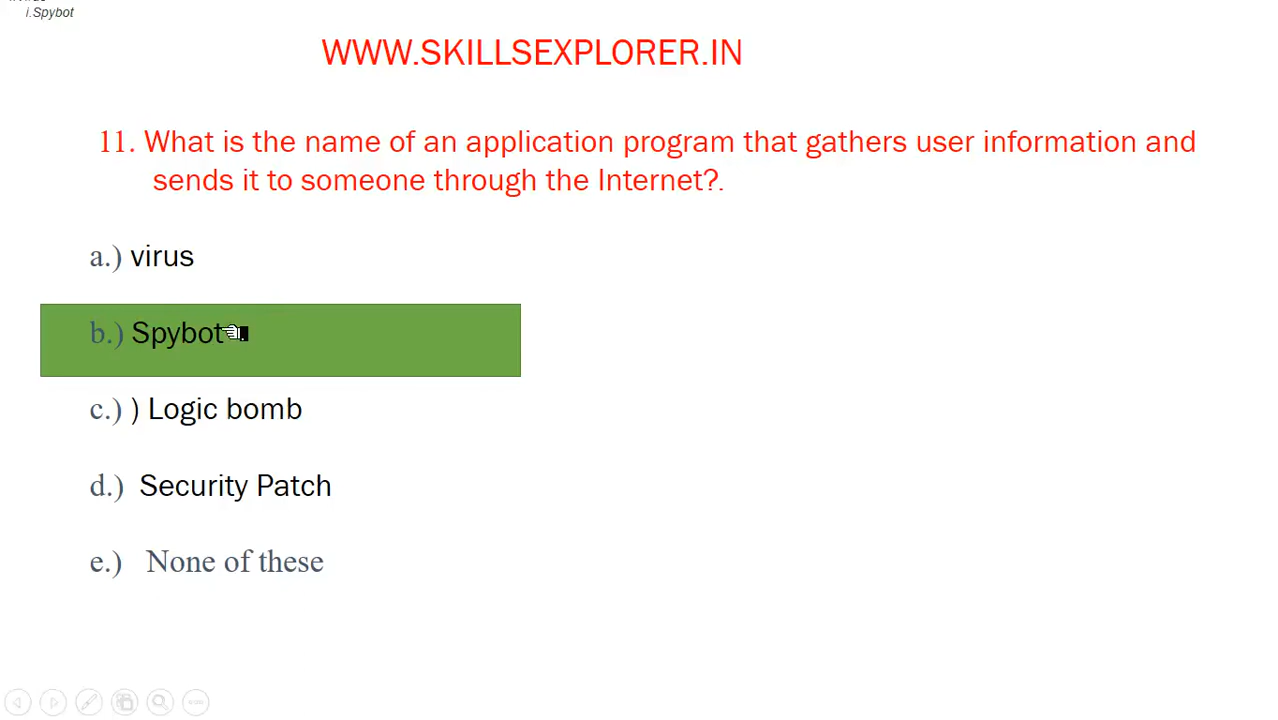 i.Spybot
WWW.SKILLSEXPLORER.IN
11. What is the name of an application program that gathers user information and
sends it to someone through the Internet?.
a.) virus
b.) Spybot
c.) ) Logic bomb
d.) Security Patch
e.) None of these